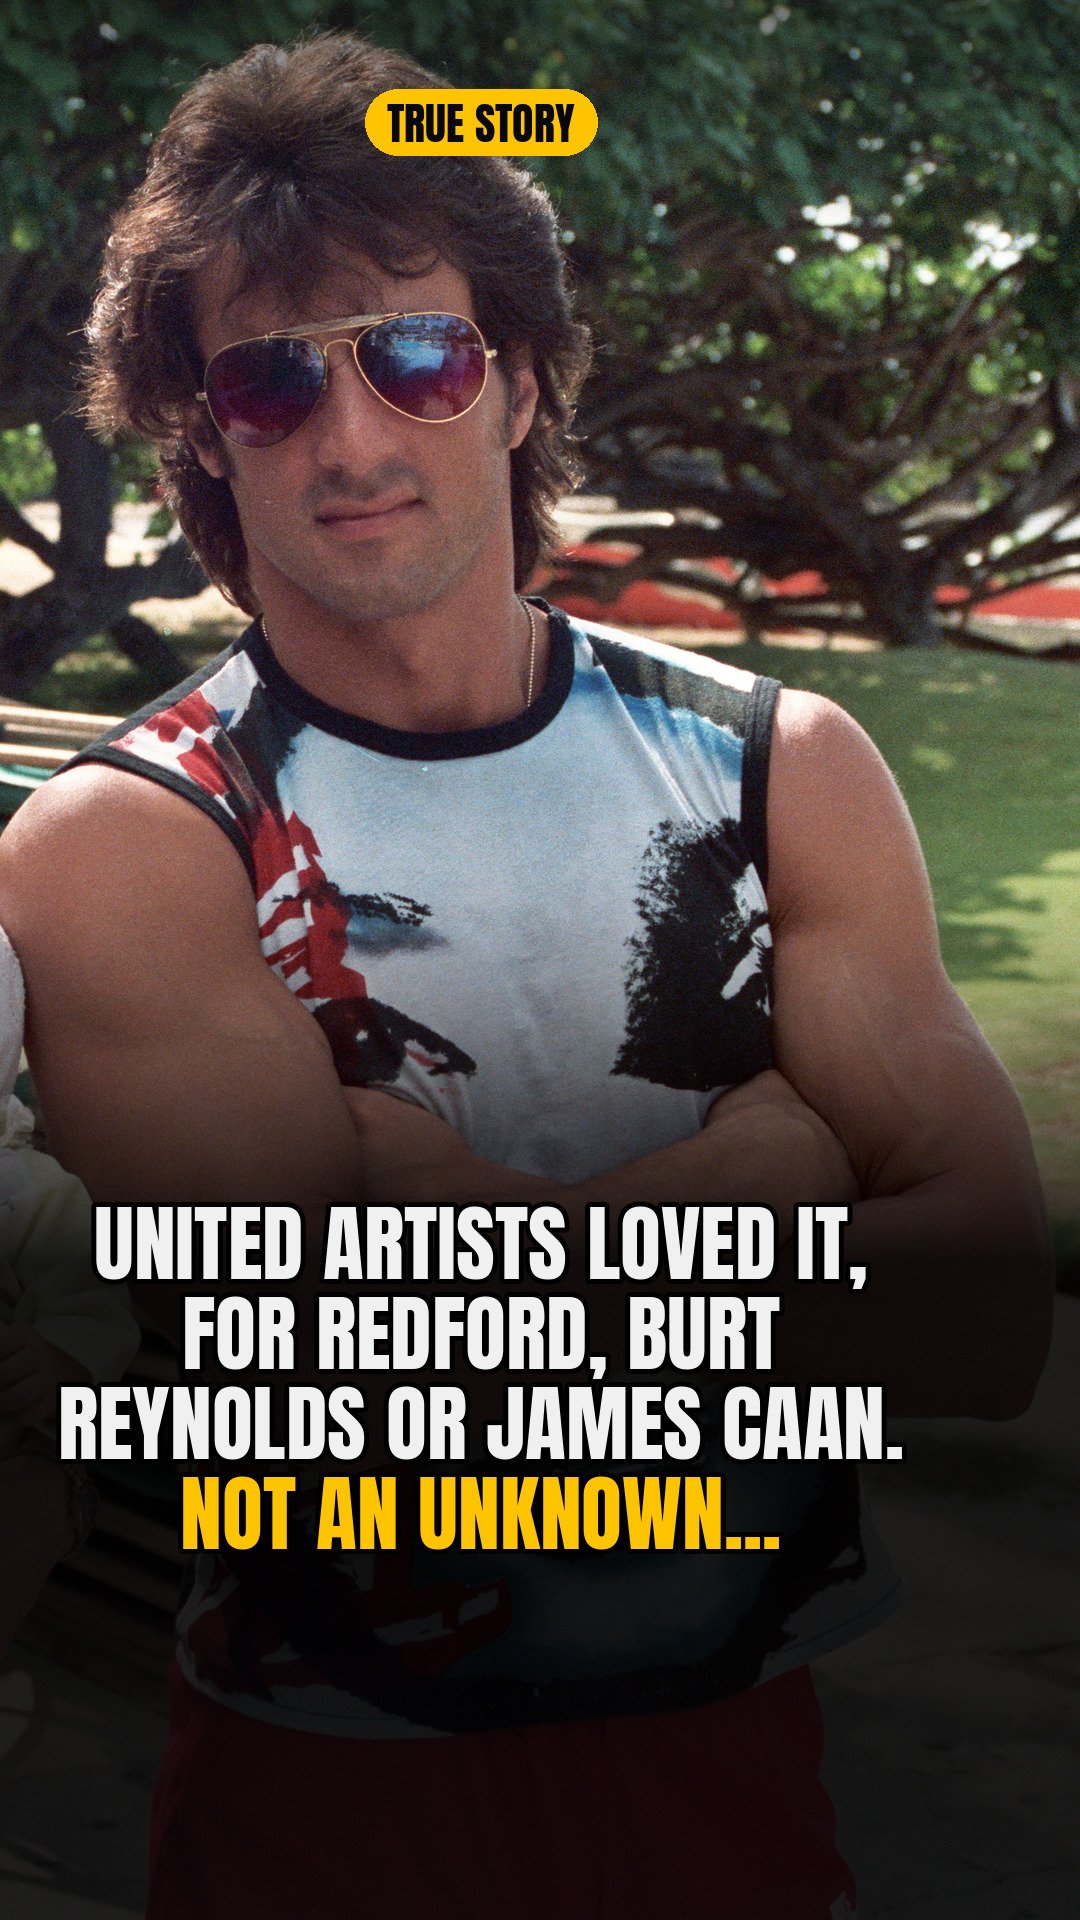 TRUE STORY
UNITED ARTISTS LOVED IT,
FOR REDFORD, BURT
REYNOLDS OR JAMES CAAN.
NOT AN UNKNOWN...